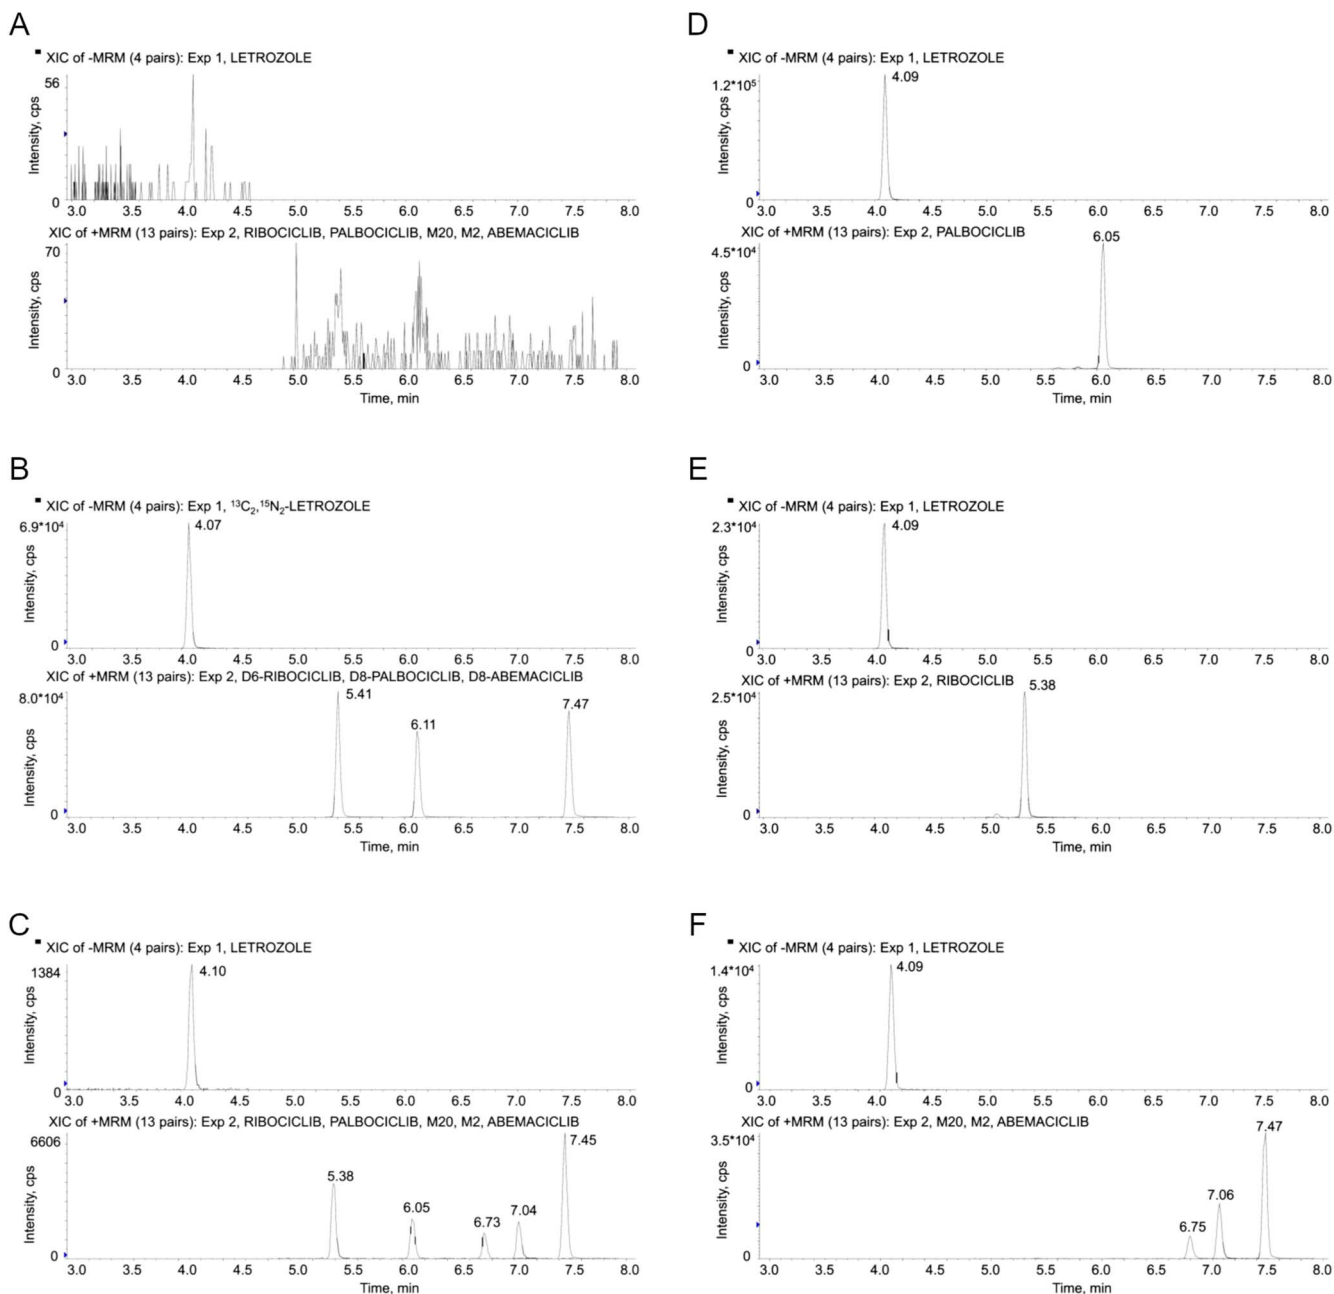 A
XIC of -MRM (4 pairs): Exp 1, LETROZOLE
56
Intensity, cps
0
3.0 3.5 4.0 4.5 5.0 5.5 6.0 6.5 7.0 7.5 8.0
XIC of +MRM (13 pairs): Exp 2, RIBOCICLIB, PALBOCICLIB, M20, M2, ABEMACICLIB
70
Intensity, cps
0
3.0 3.5 4.0 4.5 5.0 5.5 6.0 6.5 7.0 7.5 8.0
Time, min
B
XIC of -MRM (4 pairs): Exp 1, ¹³C₂,¹⁵N₂-LETROZOLE
6.9*10⁴
4.07
Intensity, cps
0
3.0 3.5 4.0 4.5 5.0 5.5 6.0 6.5 7.0 7.5 8.0
XIC of +MRM (13 pairs): Exp 2, D6-RIBOCICLIB, D8-PALBOCICLIB, D8-ABEMACICLIB
8.0*10⁴
5.41
6.11
7.47
Intensity, cps
0
3.0 3.5 4.0 4.5 5.0 5.5 6.0 6.5 7.0 7.5 8.0
Time, min
C
XIC of -MRM (4 pairs): Exp 1, LETROZOLE
1384
4.10
Intensity, cps
0
3.0 3.5 4.0 4.5 5.0 5.5 6.0 6.5 7.0 7.5 8.0
XIC of +MRM (13 pairs): Exp 2, RIBOCICLIB, PALBOCICLIB, M20, M2, ABEMACICLIB
6606
5.38
6.05
6.73
7.04
7.45
Intensity, cps
0
3.0 3.5 4.0 4.5 5.0 5.5 6.0 6.5 7.0 7.5 8.0
Time, min
D
XIC of -MRM (4 pairs): Exp 1, LETROZOLE
1.2*10⁵
4.09
Intensity, cps
0
3.0 3.5 4.0 4.5 5.0 5.5 6.0 6.5 7.0 7.5 8.0
XIC of +MRM (13 pairs): Exp 2, PALBOCICLIB
4.5*10⁴
6.05
Intensity, cps
0
3.0 3.5 4.0 4.5 5.0 5.5 6.0 6.5 7.0 7.5 8.0
Time, min
E
XIC of -MRM (4 pairs): Exp 1, LETROZOLE
2.3*10⁴
4.09
Intensity, cps
0
3.0 3.5 4.0 4.5 5.0 5.5 6.0 6.5 7.0 7.5 8.0
XIC of +MRM (13 pairs): Exp 2, RIBOCICLIB
2.5*10⁴
5.38
Intensity, cps
0
3.0 3.5 4.0 4.5 5.0 5.5 6.0 6.5 7.0 7.5 8.0
Time, min
F
XIC of -MRM (4 pairs): Exp 1, LETROZOLE
1.4*10⁴
4.09
Intensity, cps
0
3.0 3.5 4.0 4.5 5.0 5.5 6.0 6.5 7.0 7.5 8.0
XIC of +MRM (13 pairs): Exp 2, M20, M2, ABEMACICLIB
3.5*10⁴
6.75
7.06
7.47
Intensity, cps
0
3.0 3.5 4.0 4.5 5.0 5.5 6.0 6.5 7.0 7.5 8.0
Time, min